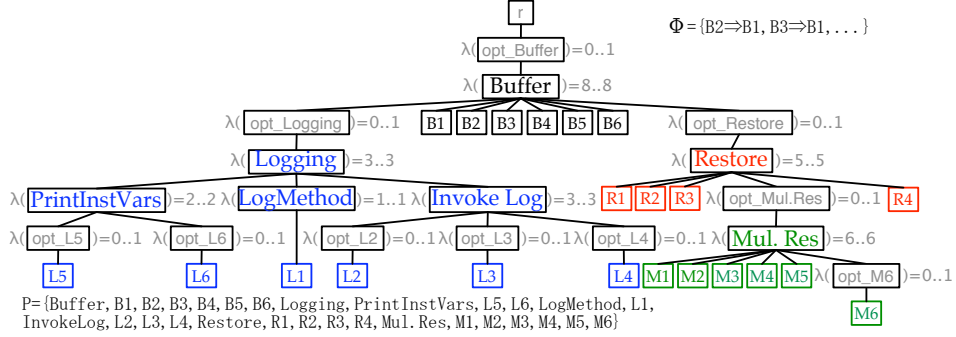 r
Φ={B2⇒B1, B3⇒B1, ...}
λ(opt_Buffer)=0..1
λ(Buffer)=8..8
λ(opt_Logging)=0..1 B1 B2 B3 B4 B5 B6 λ(opt_Restore)=0..1
λ(Logging)=3..3 λ(Restore)=5..5
λ(PrintInstVars)=2..2 λ(LogMethod)=1..1 λ(Invoke Log)=3..3 R1 R2 R3 λ(opt_Mul.Res)=0..1 R4
λ(opt_L5)=0..1 λ(opt_L6)=0..1 λ(opt_L2)=0..1 λ(opt_L3)=0..1 λ(opt_L4)=0..1 λ(Mul. Res)=6..6
L5 L6 L1 L2 L3 L4 M1 M2 M3 M4 M5 λ(opt_M6)=0..1
M6
P={Buffer,B1,B2,B3,B4,B5,B6,Logging,PrintInstVars,L5,L6,LogMethod,L1,
InvokeLog,L2,L3,L4,Restore,R1,R2,R3,R4,Mul.Res,M1,M2,M3,M4,M5,M6}